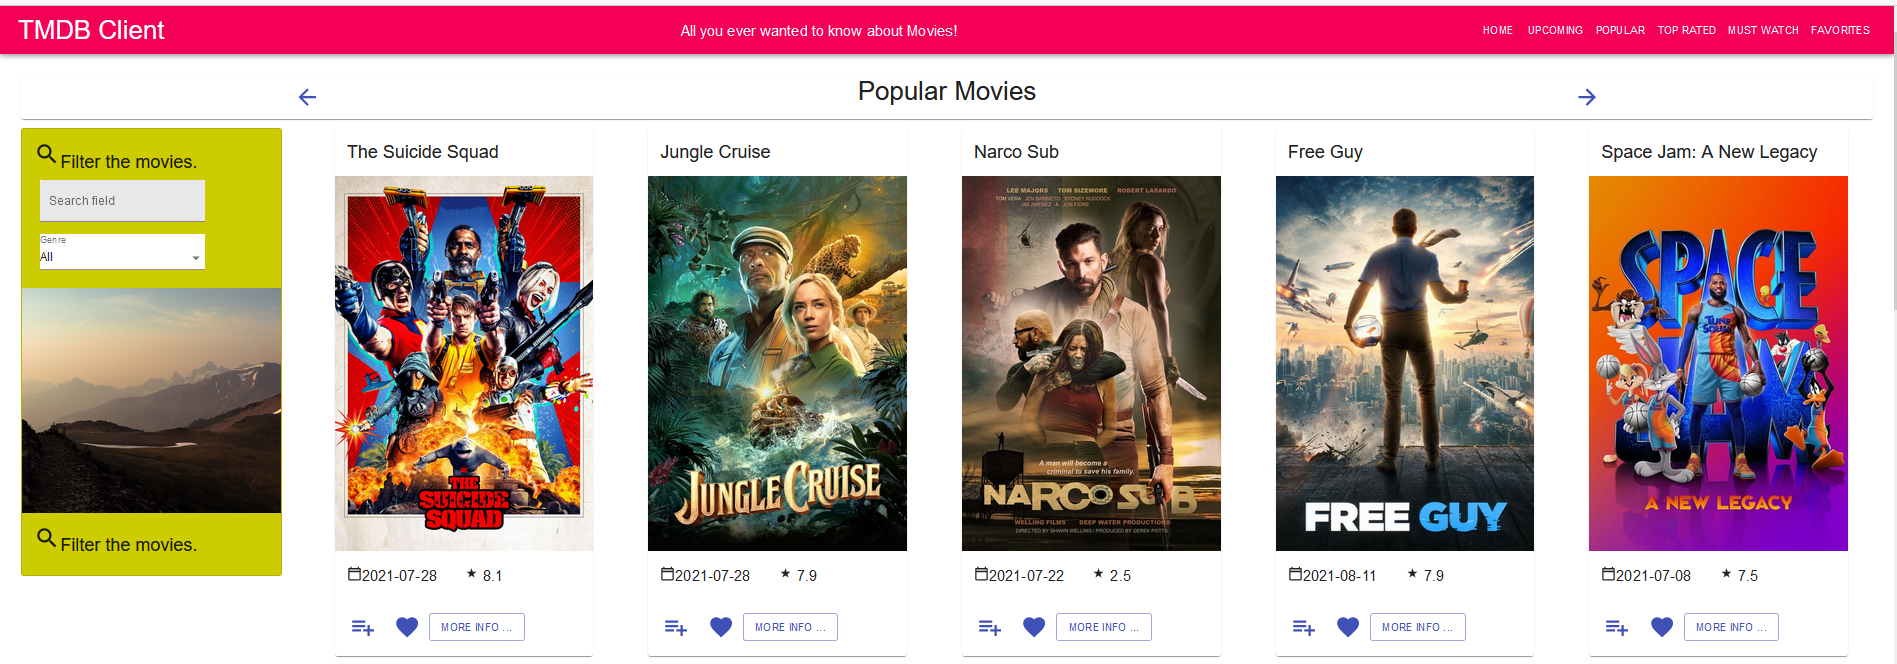 TMDB Client
All you ever wanted to know about Movies!
HOME UPCOMING POPULAR TOP RATED MUST WATCH FAVORITES
Popular Movies
Filter the movies.
Search field
Genre
All
Filter the movies.
The Suicide Squad
THE
SUICIDE
SQUAD
2021-07-28 8.1
MORE INFO ...
Jungle Cruise
JUNGLE CRUISE
2021-07-28 7.9
MORE INFO ...
Narco Sub
LEE MAJORS TOM SIZEMORE ROBERT LASARDO
TOM VERA JEN BANNETO SYDNEY RUDDOCK
JIM JIMENEZ & JON FIORE
A man will become a
criminal to save his family.
NARCO SUB
WELLING FILMS DEEP WATER PRODUCTIONS
DIRECTED BY SHAWN WELLING / PRODUCED BY DEREK POTTS
2021-07-22 2.5
MORE INFO ...
Free Guy
FREE GUY
2021-08-11 7.9
MORE INFO ...
Space Jam: A New Legacy
SPACE
JAM
TUNE
SQUAD
A NEW LEGACY
2021-07-08 7.5
MORE INFO ...